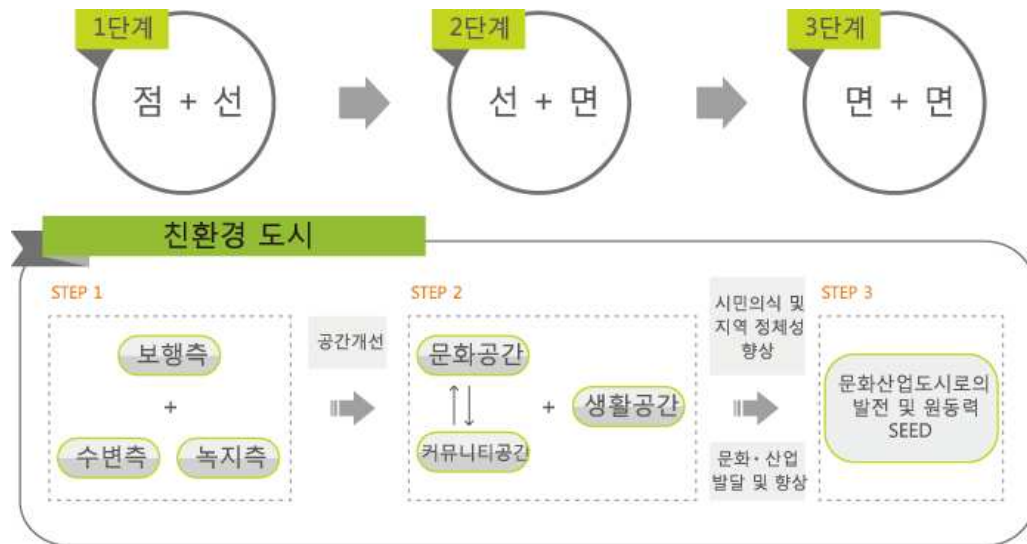 1단계
점 + 선
2단계
선 + 면
3단계
면 + 면
친환경 도시
STEP 1
보행측
+
수변측 녹지측
공간개선
STEP 2
문화공간
커뮤니티공간
+ 생활공간
시민의식 및
지역 정체성
향상
문화·산업
발달 및 향상
STEP 3
문화산업도시로의
발전 및 원동력
SEED